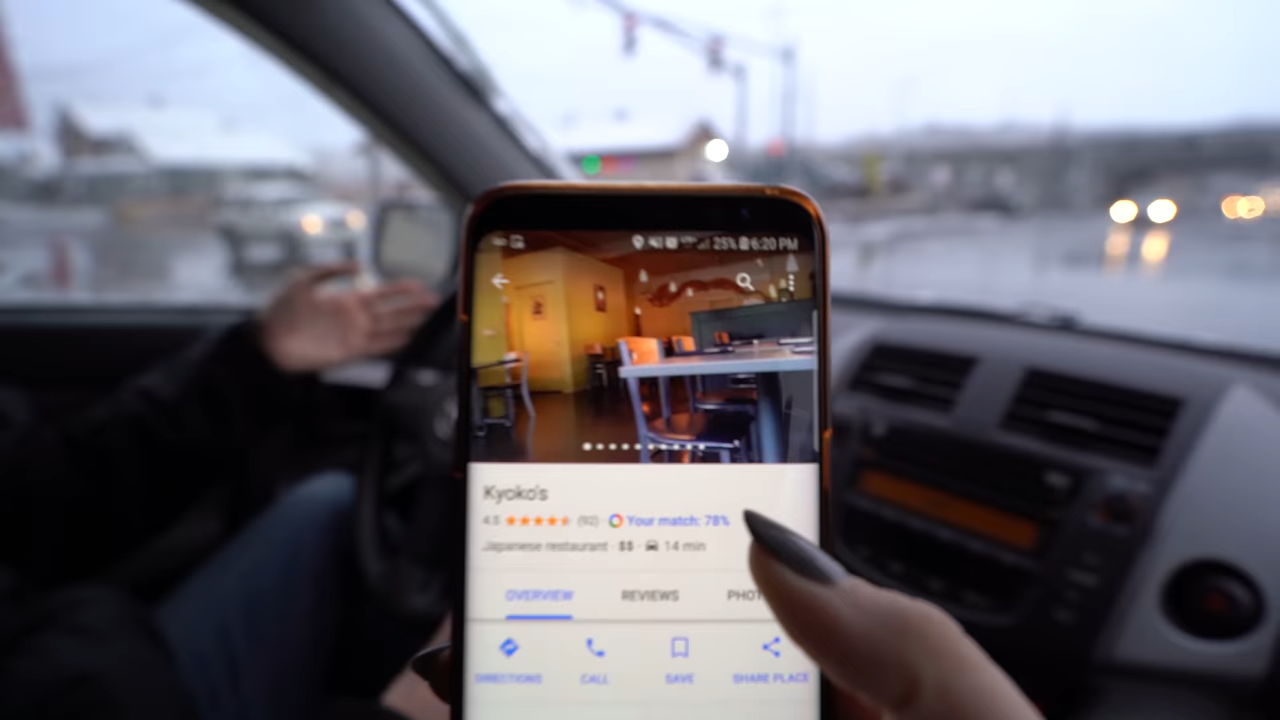 25% 6:20 PM
Kyoko's
4.5 (92) · Your match: 78%
Japanese restaurant · $$ · 14 min
OVERVIEW REVIEWS PHOT
DIRECTIONS CALL SAVE SHARE PLACE